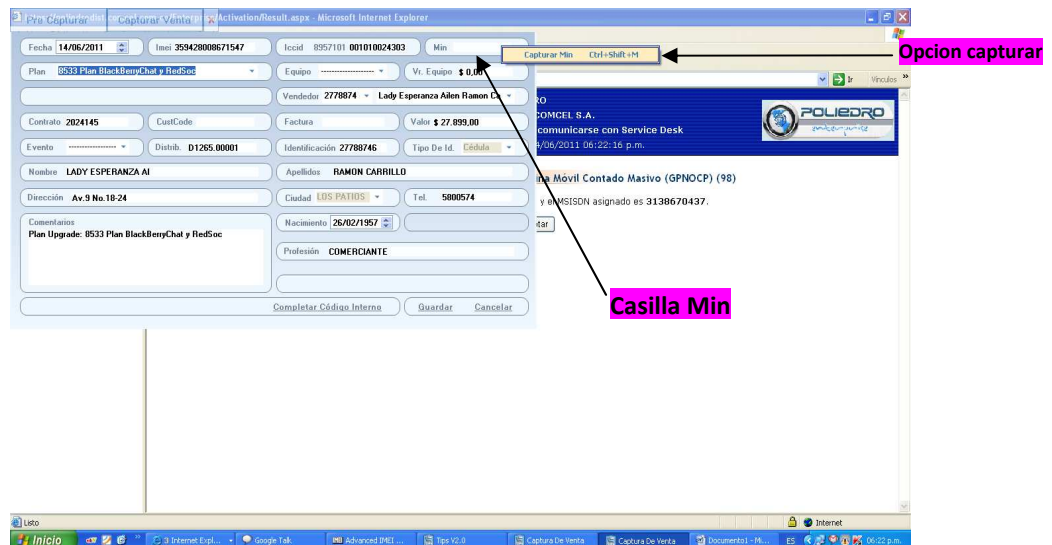 Pre Capturar Capturar Venta x Activation/Result.aspx - Microsoft Internet Explorer
Fecha 14/06/2011 Imei 359428008671547 Iccid 8957101 001010024303 Min
Capturar Min Ctrl+Shift+M
Opcion capturar
Plan 8533 Plan BlackBerryChat y RedSoc Equipo ---------------- Vr. Equipo $ 0,00
Ir Vínculos »
Vendedor 2778874 Lady Esperanza Ailen Ramon Ca
RO
COMCEL S.A.
POLIEDRO
Contrato 2024145 CustCode Factura Valor $ 27.899,00
comunicarse con Service Desk
Evento ---------------- Distrib. D1265.00001 Identificación 27788746 Tipo De Id. Cédula
4/06/2011 06:22:16 p.m.
Nombre LADY ESPERANZA AI Apellidos RAMON CARRILLO
na Móvil Contado Masivo (GPNOCP) (98)
Dirección Av.9 No.18-24 Ciudad LOS PATIOS Tel. 5800574
y el MSISDN asignado es 3138670437.
Comentarios
Plan Upgrade: 8533 Plan BlackBerryChat y RedSoc
Nacimiento 26/02/1957
tar
Profesión COMERCIANTE
Casilla Min
Completar Código Interno Guardar Cancelar
Listo Internet
Inicio » 3 Internet Expl... Google Talk Advanced IMEI ... Tips V2.0 Captura De Venta Captura De Venta Documento1 - Mi... ES 06:22 p.m.